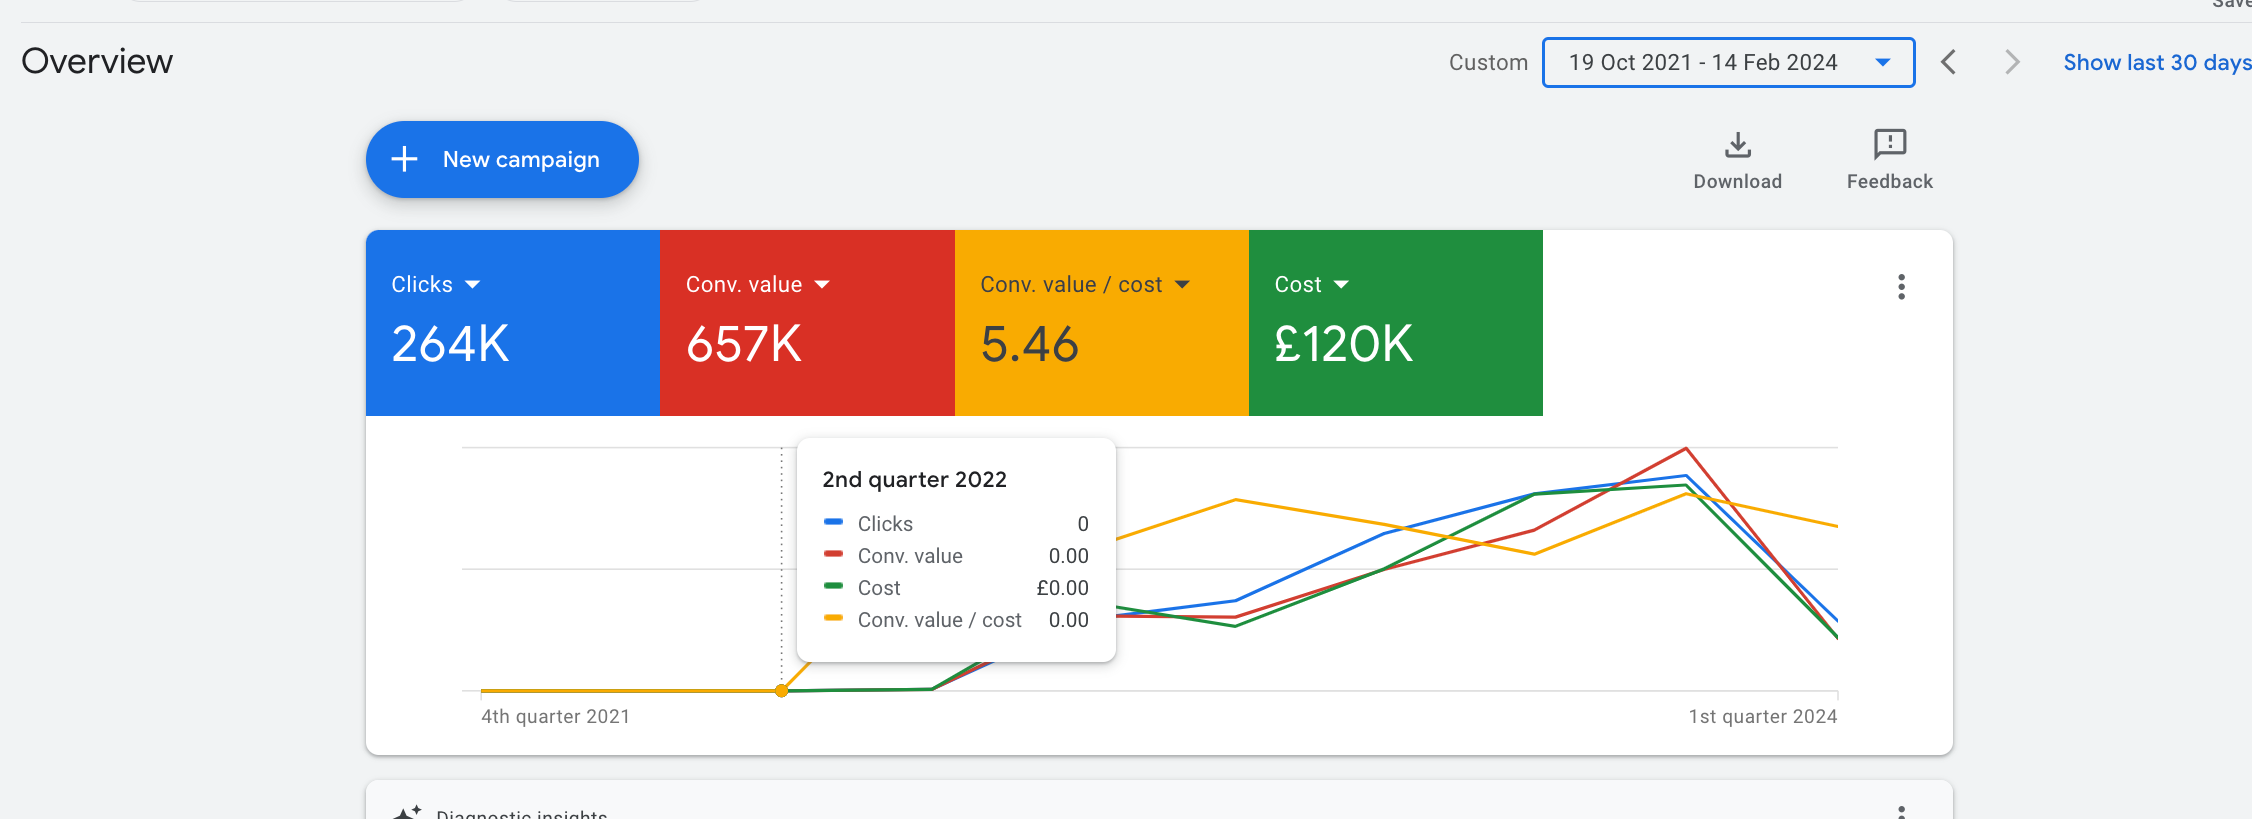 Save
Overview
Custom
19 Oct 2021 - 14 Feb 2024
Show last 30 days
New campaign
Download
Feedback
Clicks
264K
Conv. value
657K
Conv. value / cost
5.46
Cost
£120K
2nd quarter 2022
Clicks 0
Conv. value 0.00
Cost £0.00
Conv. value / cost 0.00
4th quarter 2021
1st quarter 2024
Diagnostic insights